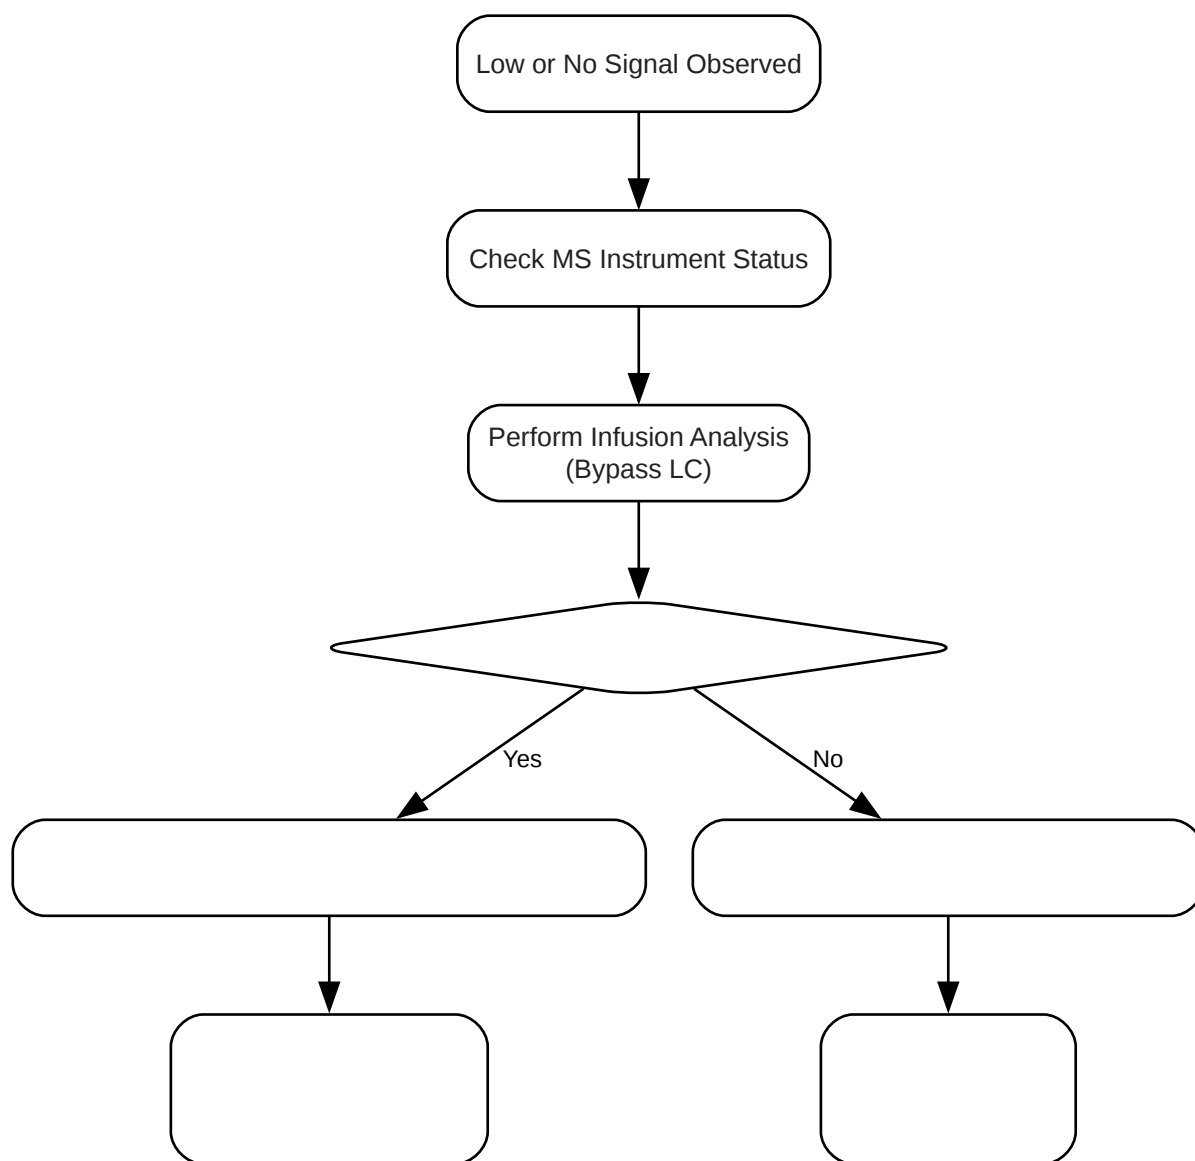 Low or No Signal Observed
Check MS Instrument Status
Perform Infusion Analysis
(Bypass LC)
Yes
No